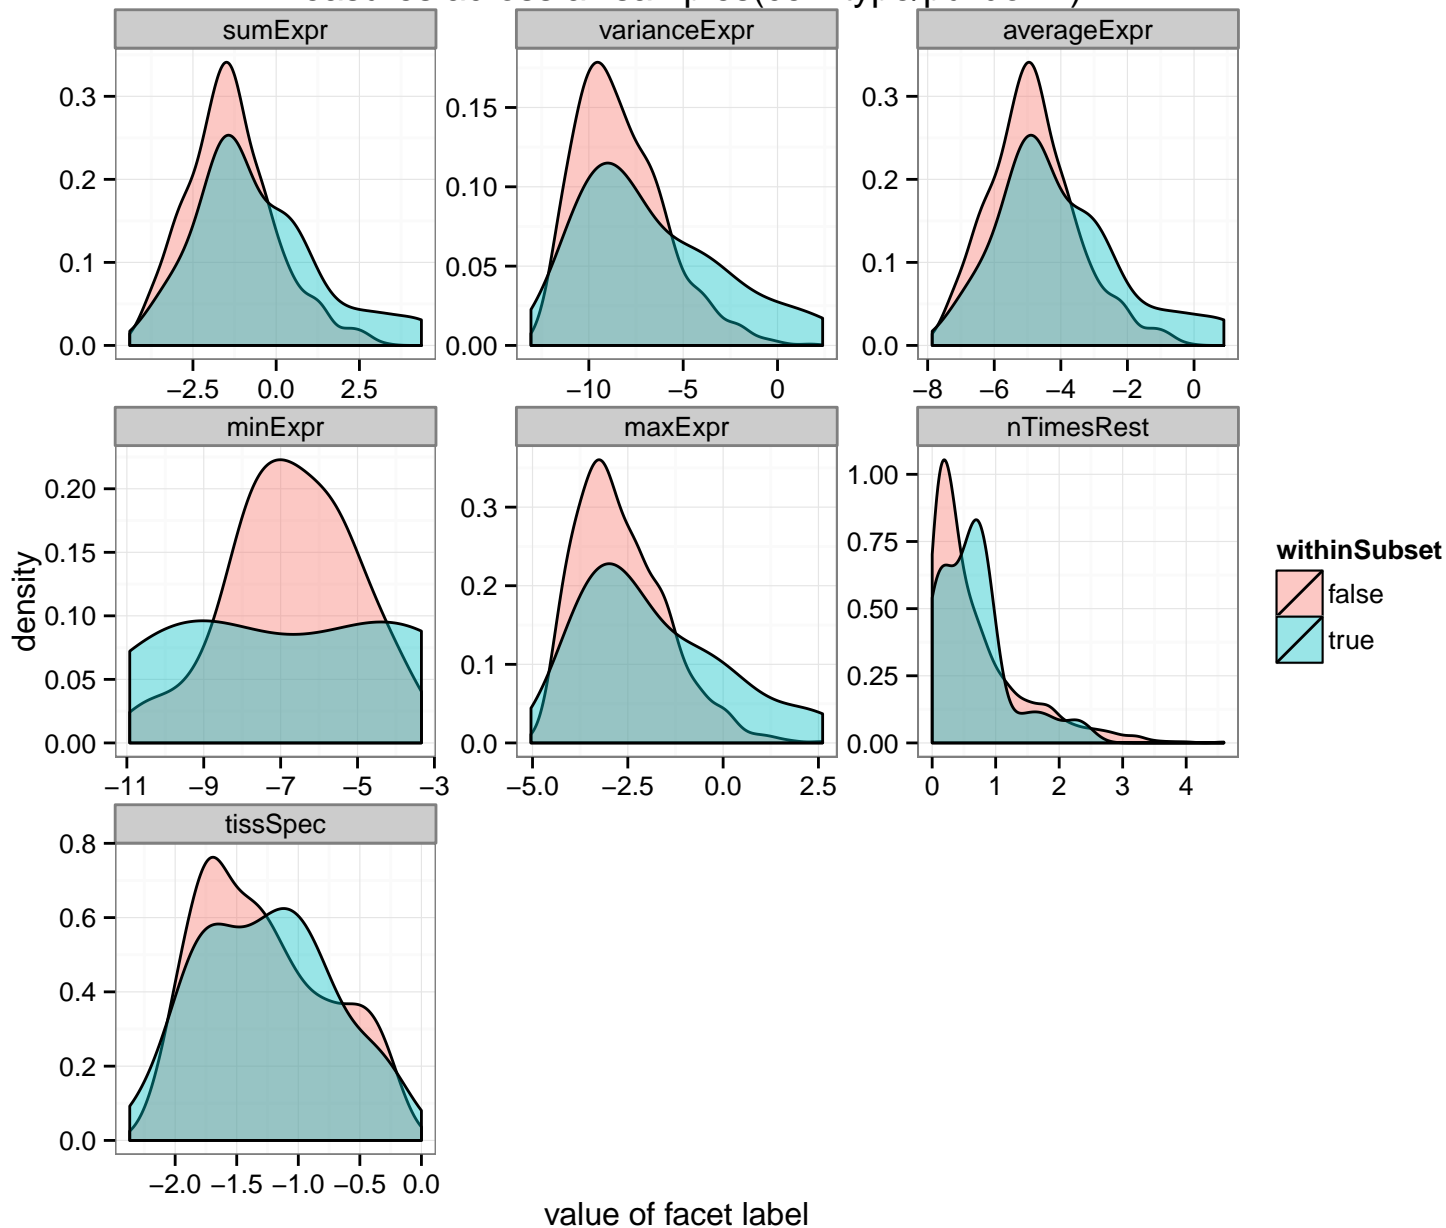 sumExpr varianceExpr averageExpr
0.3
0.2
0.1
0.0
−2.5 0.0 2.5
0.15
0.10
0.05
0.00
−10 −5 0
0.3
0.2
0.1
0.0
−8 −6 −4 −2 0
minExpr maxExpr nTimesRest
0.20
0.15
0.10
0.05
0.00
−11 −9 −7 −5 −3
0.3
0.2
0.1
0.0
−5.0 −2.5 0.0 2.5
1.00
0.75
0.50
0.25
0.00
0 1 2 3 4
tissSpec
0.8
0.6
0.4
0.2
0.0
−2.0 −1.5 −1.0 −0.5 0.0
density
value of facet label
withinSubset
false
true